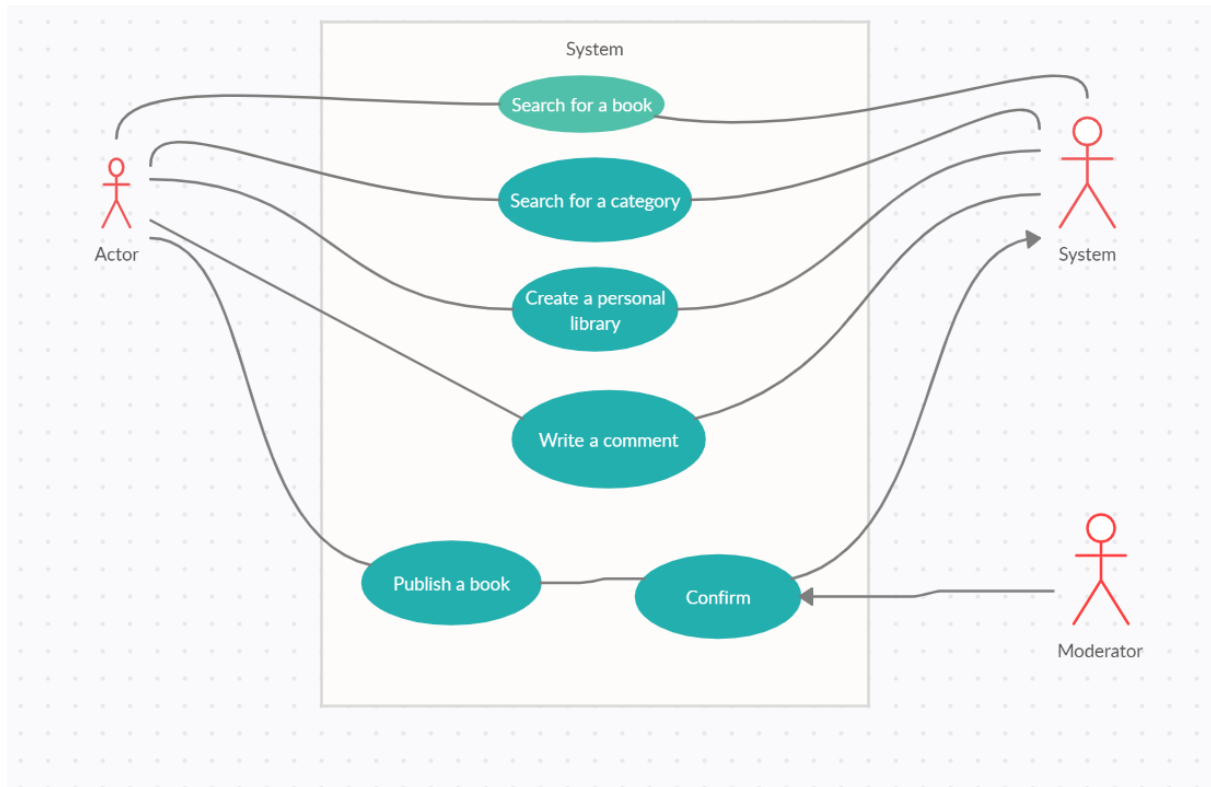 System
Search for a book
Search for a category
Create a personal
library
Write a comment
Publish a book
Confirm
Actor
System
Moderator